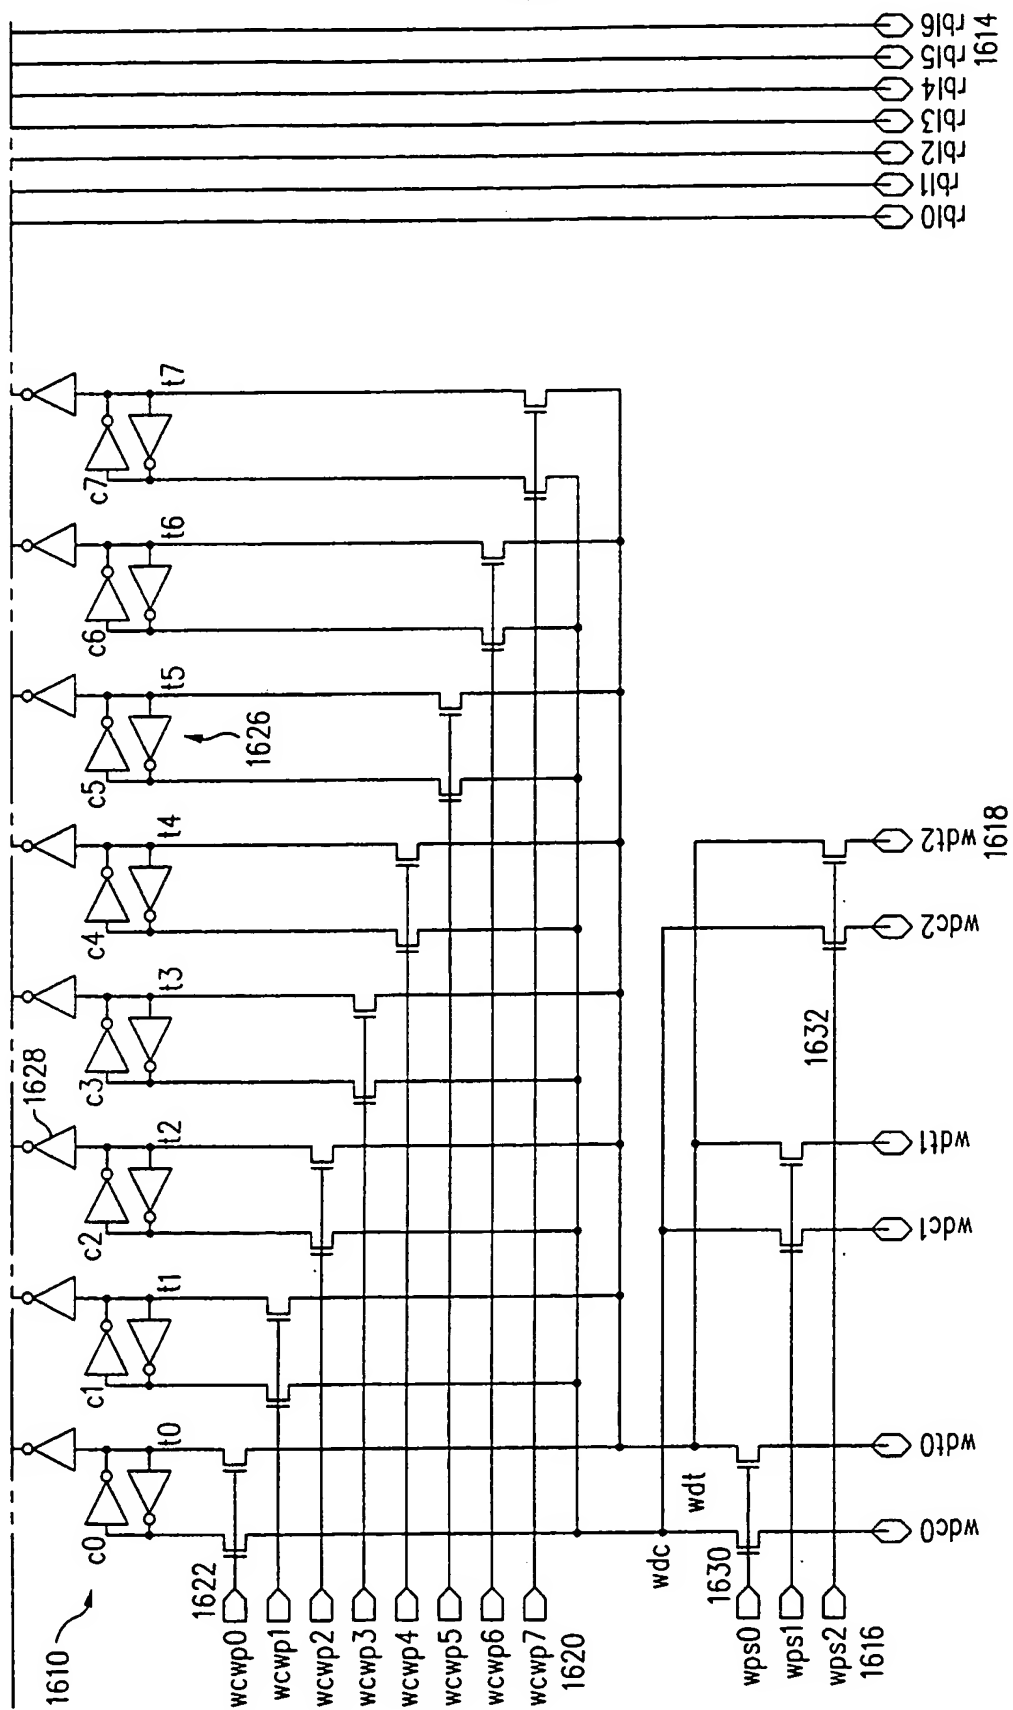 1610
c0
t0
c1
t1
c2
t2
1628
c3
t3
c4
t4
c5
t5
1626
c6
t6
c7
t7
1622
wcwp0
wcwp1
wcwp2
wcwp3
wcwp4
wcwp5
wcwp6
wcwp7
1620
wdc
wdt
1630
1632
wps0
wps1
wps2
1616
wdc0
wdt0
wdc1
wdt1
wdc2
wdt2
1618
rbl0
rbl1
rbl2
rbl3
rbl4
rbl5
rbl6
1614